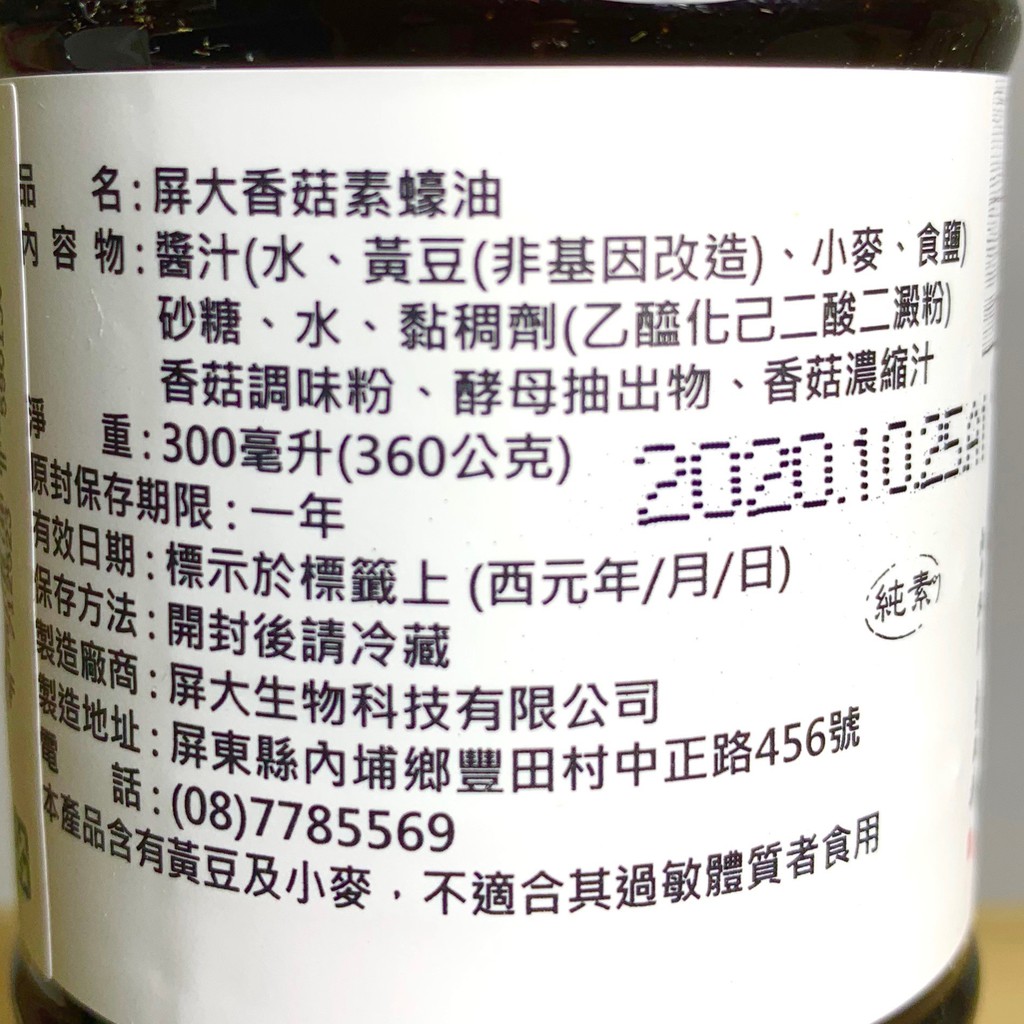 品名：屏大香菇素蠔油
內容物：醬汁(水、黃豆(非基因改造)、小麥、食鹽)
砂糖、水、黏稠劑(乙醯化己二酸二澱粉)
香菇調味粉、酵母抽出物、香菇濃縮汁
淨重：300毫升(360公克)
2020.10.25A
原封保存期限：一年
有效日期：標示於標籤上 (西元年/月/日)
純素
保存方法：開封後請冷藏
製造廠商：屏大生物科技有限公司
製造地址：屏東縣內埔鄉豐田村中正路456號
電話：(08)7785569
本產品含有黃豆及小麥，不適合其過敏體質者食用